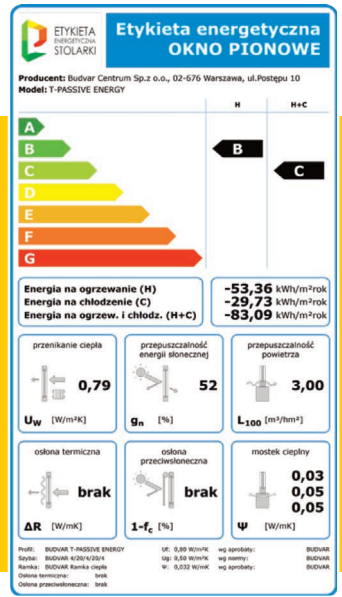 ETYKIETA
ENERGETYCZNA
STOLARKI
Etykieta energetyczna
OKNO PIONOWE
Producent: Budvar Centrum Sp.z o.o., 02-676 Warszawa, ul.Postępu 10
Model: T-PASSIVE ENERGY
H H+C
A
B B
C C
D
E
F
G
Energia na ogrzewanie (H) -53,36 kWh/m²rok
Energia na chłodzenie (C) -29,73 kWh/m²rok
Energia na ogrzew. i chłodz. (H+C) -83,09 kWh/m²rok
przenikanie ciepła
0,79
Uw [W/m²K]
przepuszczalność
energii słonecznej
52
gn [%]
przepuszczalność
powietrza
3,00
L100 [m³/hm²]
osłona termiczna
brak
ΔR [W/mK]
osłona
przeciwsłoneczna
brak
1-fc [%]
mostek cieplny
0,03
0,05
0,05
Ψ [W/mK]
Profil: BUDVAR T-PASSIVE ENERGY Uf: 0,80 W/m²K wg aprobaty: BUDVAR
Szyba: BUDVAR 4/20/4/20/4 Ug: 0,50 W/m²K wg normy: BUDVAR
Ramka: BUDVAR Ramka ciepła Ψ: 0,032 W/mK wg aprobaty: BUDVAR
Osłona termiczna: brak
Osłona przeciwsłoneczna: brak